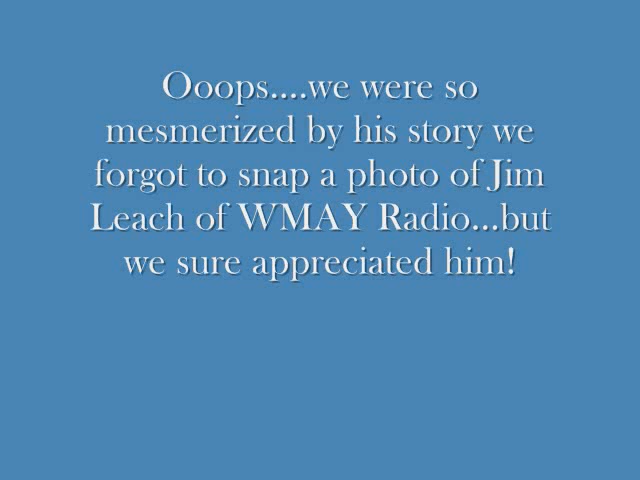 Ooops....we were so
mesmerized by his story we
forgot to snap a photo of Jim
Leach of WMAY Radio...but
we sure appreciated him!